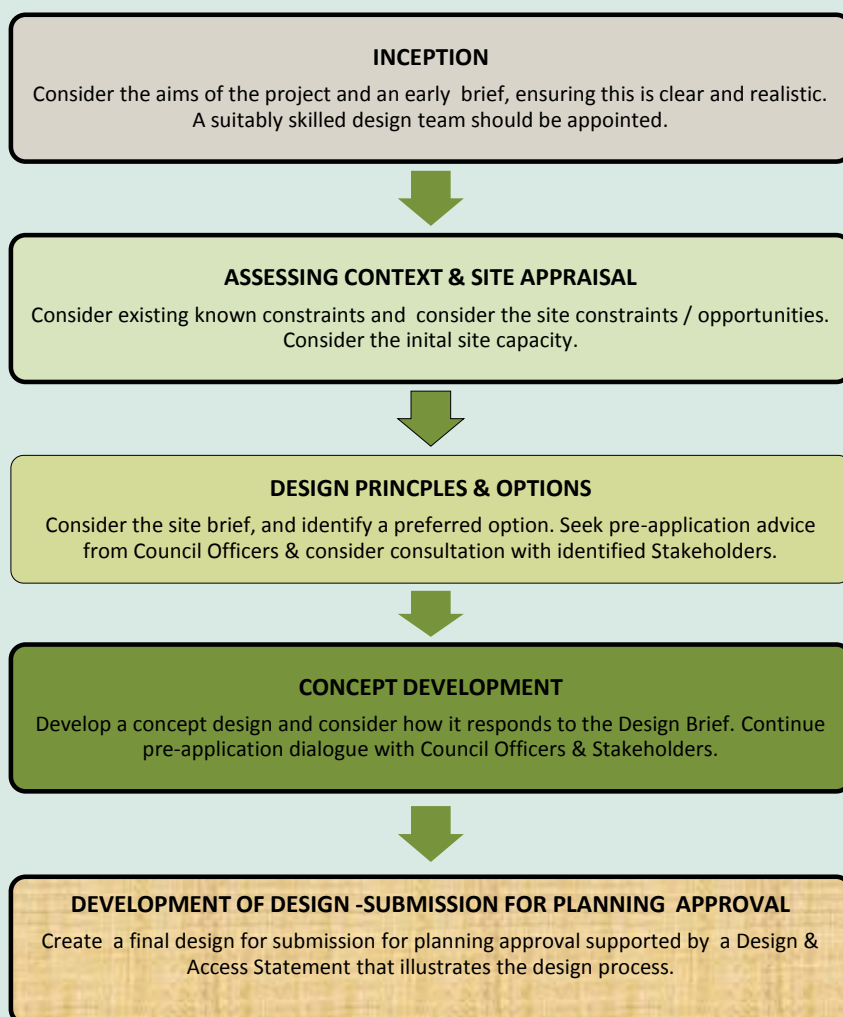 INCEPTION
Consider the aims of the project and an early brief, ensuring this is clear and realistic.
A suitably skilled design team should be appointed.
ASSESSING CONTEXT & SITE APPRAISAL
Consider existing known constraints and consider the site constraints / opportunities.
Consider the inital site capacity.
DESIGN PRINCPLES & OPTIONS
Consider the site brief, and identify a preferred option. Seek pre-application advice
from Council Officers & consider consultation with identified Stakeholders.
CONCEPT DEVELOPMENT
Develop a concept design and consider how it responds to the Design Brief. Continue
pre-application dialogue with Council Officers & Stakeholders.
DEVELOPMENT OF DESIGN -SUBMISSION FOR PLANNING APPROVAL
Create a final design for submission for planning approval supported by a Design &
Access Statement that illustrates the design process.